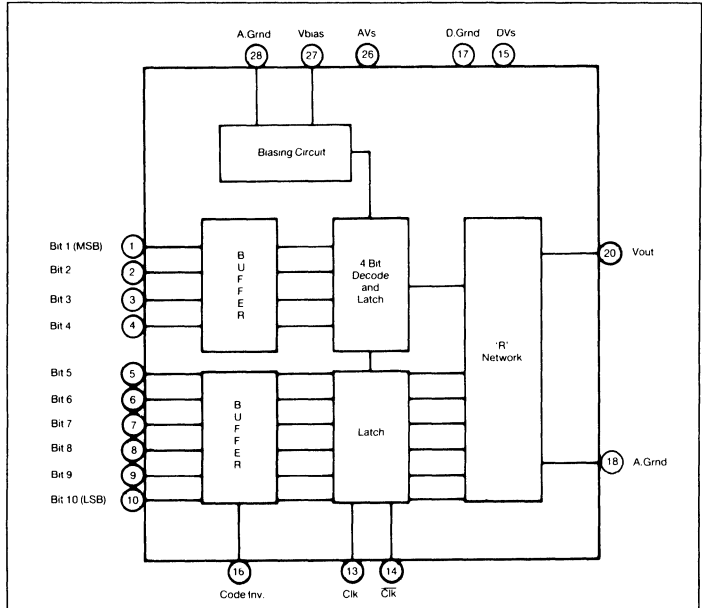 A.Grnd Vbias AVs D.Grnd DVs
28 27 26 17 15
Biasing Circuit
Bit 1 (MSB) 1
Bit 2 2
Bit 3 3
Bit 4 4
BUFFER
4 Bit
Decode
and
Latch
'R'
Network
20 Vout
Bit 5 5
Bit 6 6
Bit 7 7
Bit 8 8
Bit 9 9
Bit 10 (LSB) 10
BUFFER
Latch
18 A.Grnd
16 13 14
Code Inv. Clk Clk